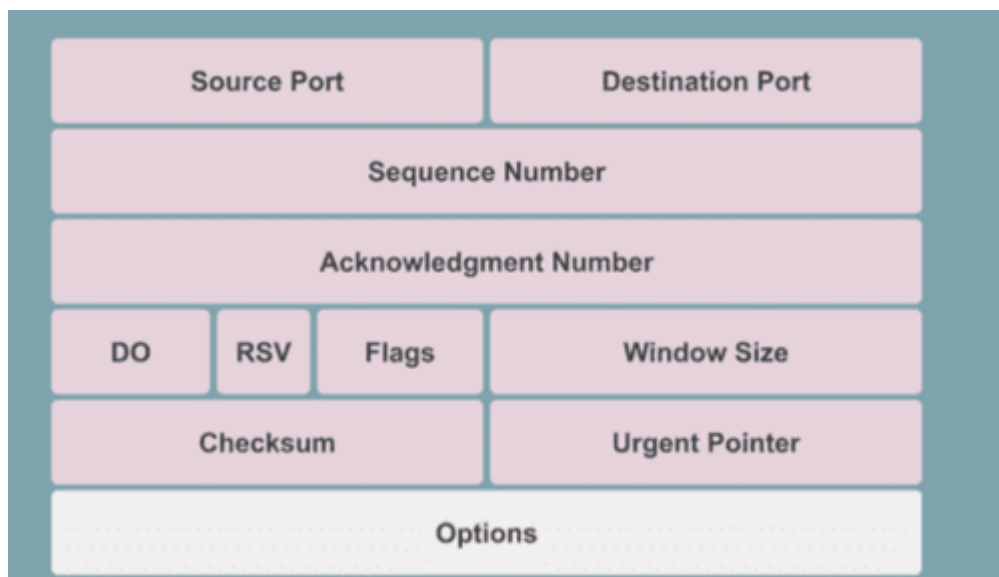 Source Port Destination Port
Sequence Number
Acknowledgment Number
DO RSV Flags Window Size
Checksum Urgent Pointer
Options